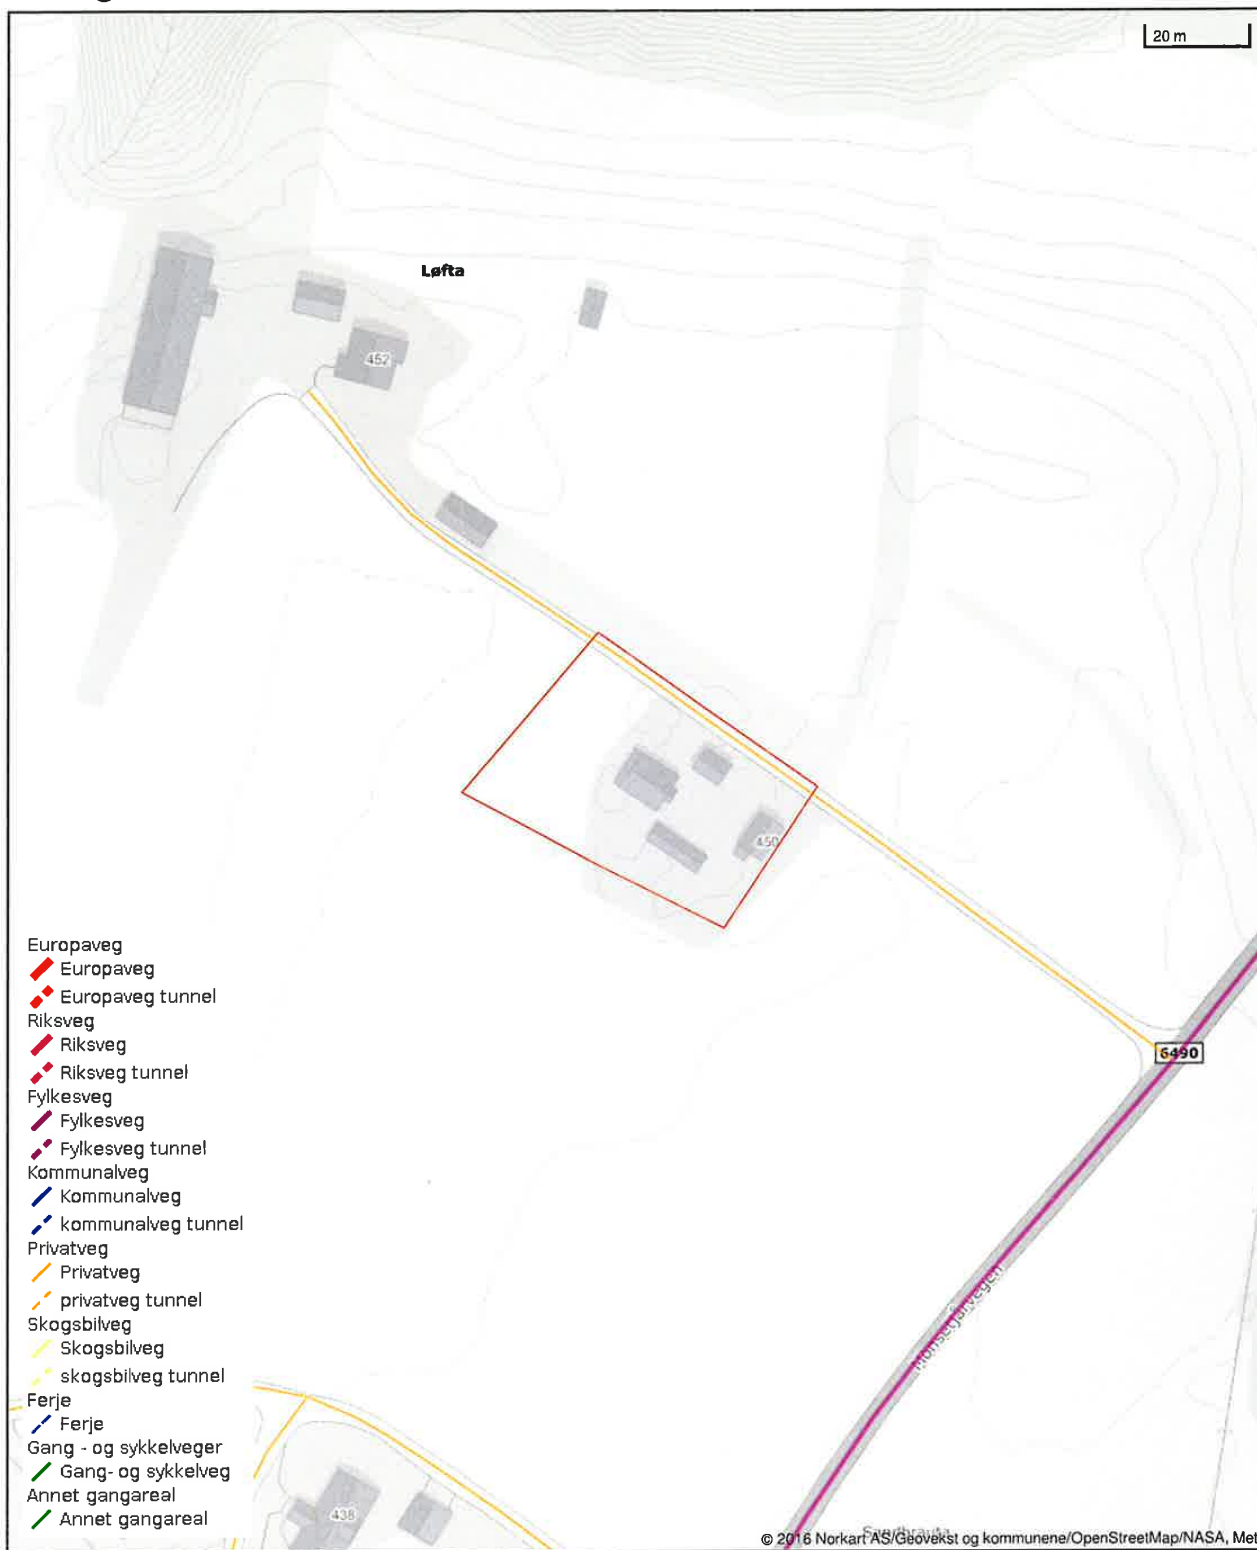 20 m
Løfta
452
450
6490
Europaveg
Europaveg
Europaveg tunnel
Riksveg
Riksveg
Riksveg tunnel
Fylkesveg
Fylkesveg
Fylkesveg tunnel
Kommunalveg
Kommunalveg
kommunalveg tunnel
Privatveg
Privatveg
privatveg tunnel
Skogsbilveg
Skogsbilveg
skogsbilveg tunnel
Ferje
Ferje
Gang - og sykkelveger
Gang- og sykkelveg
Annet gangareal
Annet gangareal
438
© 2016 Norkart AS/Geovekst og kommunene/OpenStreetMap/NASA, Met